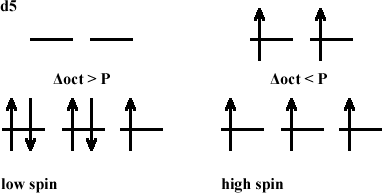 d5
Δoct > P
Δoct < P
low spin
high spin